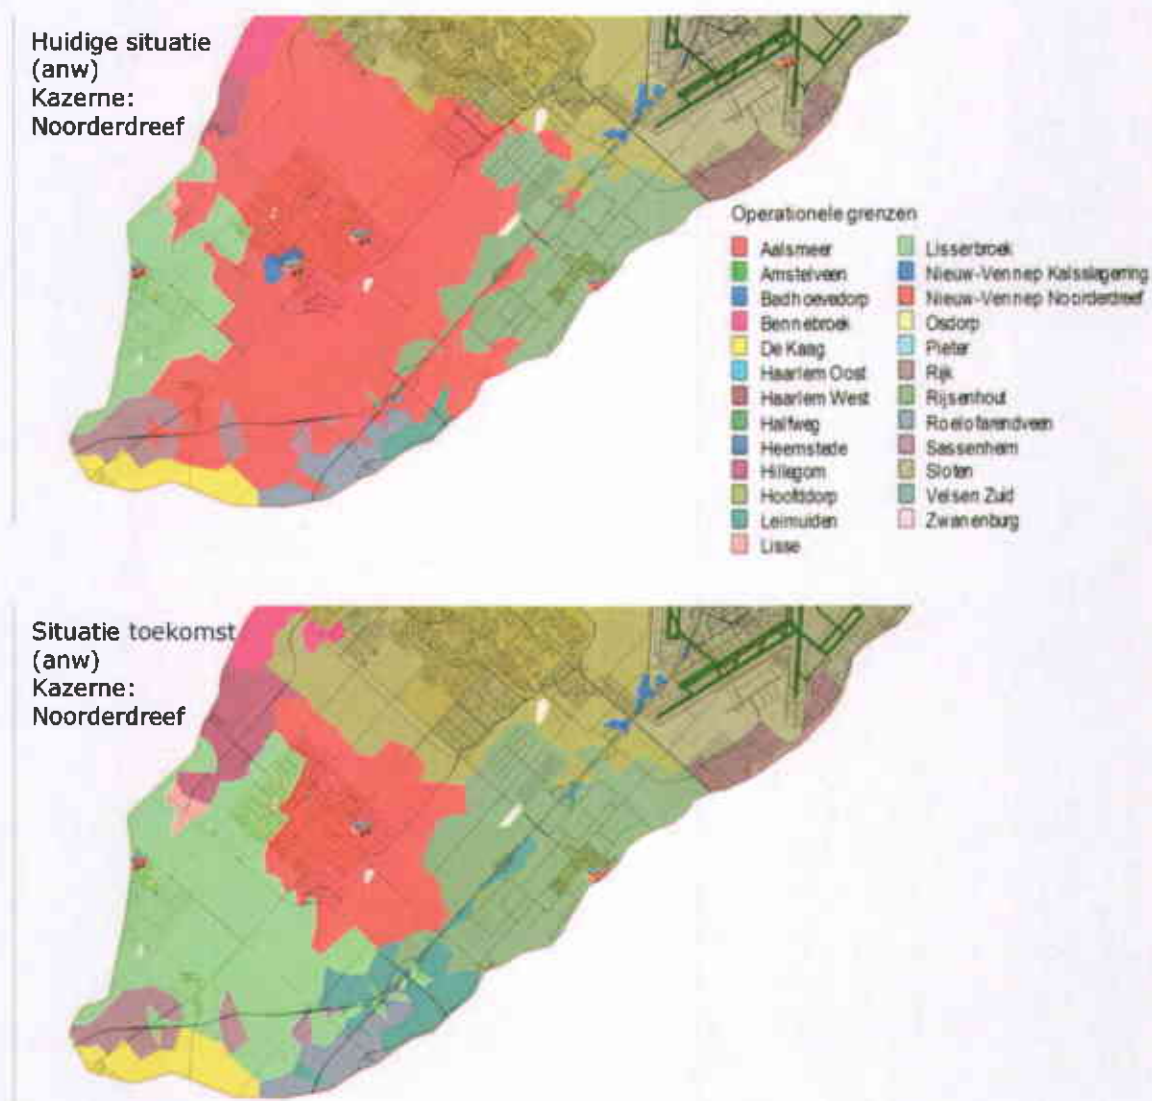 Huidige situatie
(anw)
Kazerne:
Noorderdreef
Operationele grenzen
Aalsmeer
Amstelveen
Badhoevedorp
Bennebroek
De Kaag
Haarlem Oost
Haarlem West
Halfweg
Heemstede
Hillegom
Hoofddorp
Leimuiden
Lisse
Lisserbroek
Nieuw-Vennep Kalsslagering
Nieuw-Vennep Noorderdreef
Osdorp
Pieter
Rijk
Rijsenhout
Roelofarendveen
Sassenheim
Sloten
Velsen Zuid
Zwanenburg
Situatie toekomst
(anw)
Kazerne:
Noorderdreef